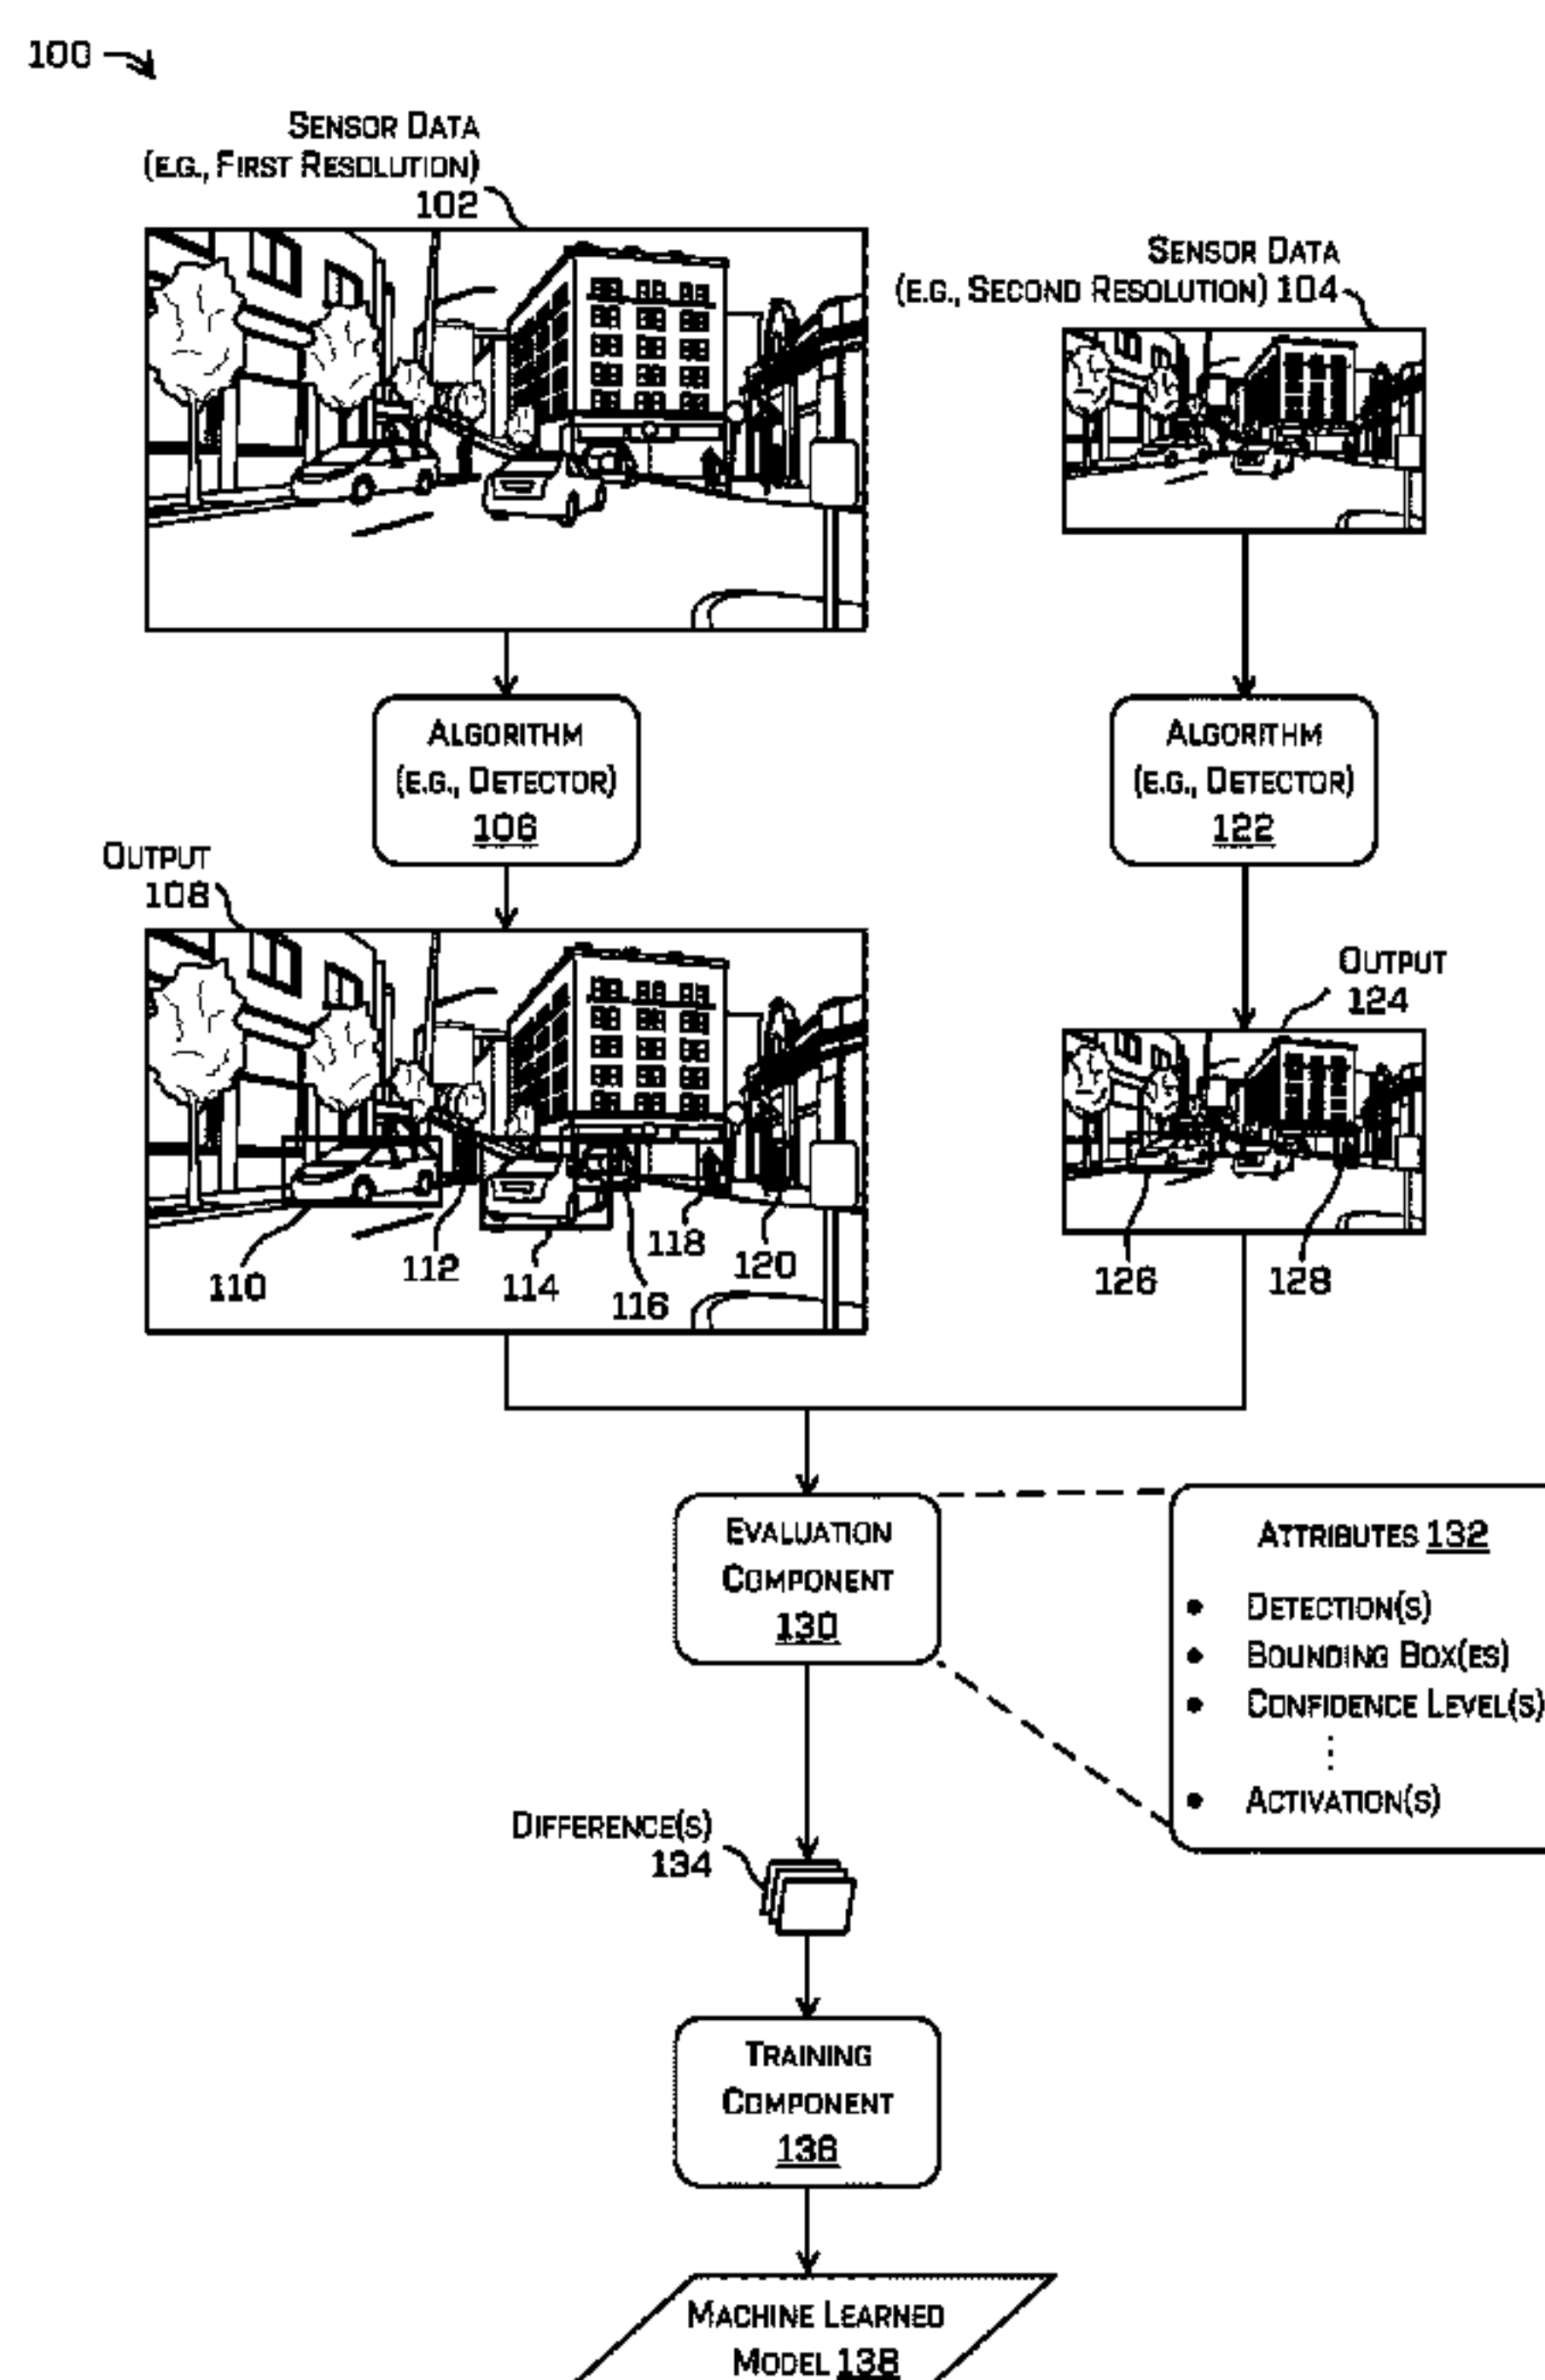 100
SENSOR DATA
(E.G., FIRST RESOLUTION)
102
SENSOR DATA
(E.G., SECOND RESOLUTION) 104
ALGORITHM
(E.G., DETECTOR)
106
ALGORITHM
(E.G., DETECTOR)
122
OUTPUT
108
OUTPUT
124
110
112
114
116
118
120
126
128
EVALUATION
COMPONENT
130
ATTRIBUTES 132
• DETECTION(S)
• BOUNDING BOX(ES)
• CONFIDENCE LEVEL(S)
⋮
• ACTIVATION(S)
DIFFERENCE(S)
134
TRAINING
COMPONENT
136
MACHINE LEARNED
MODEL 138